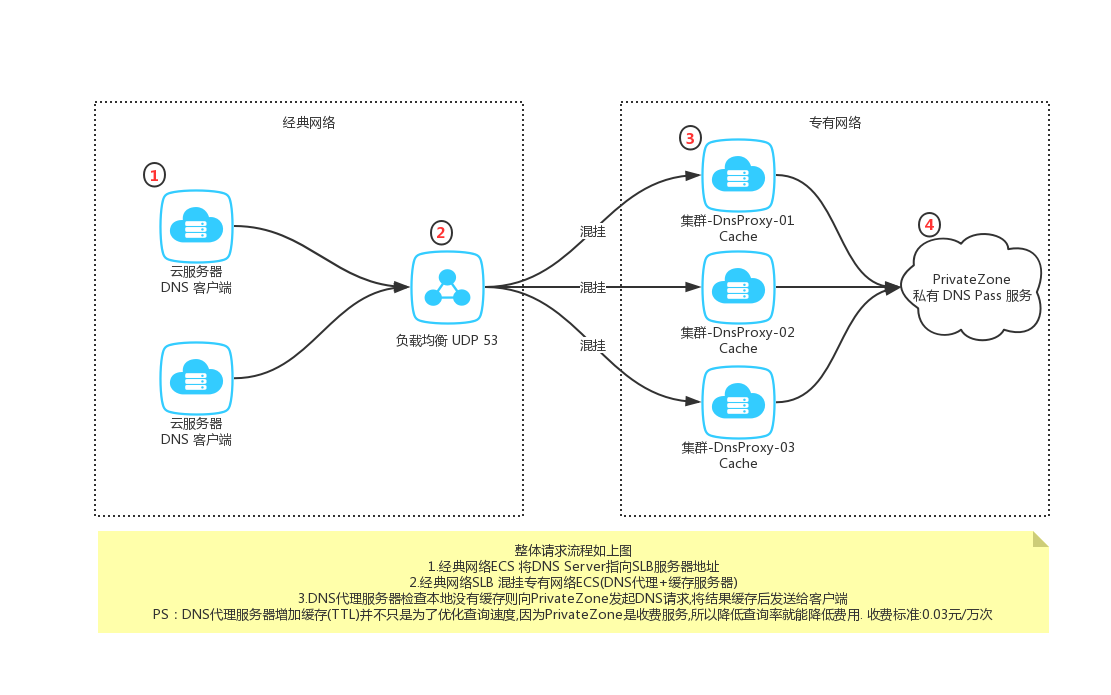 经典网络
专有网络
1
云服务器
DNS 客户端
云服务器
DNS 客户端
2
负载均衡 UDP 53
混挂
混挂
混挂
3
集群-DnsProxy-01
Cache
集群-DnsProxy-02
Cache
集群-DnsProxy-03
Cache
4
PrivateZone
私有 DNS Pass 服务
整体请求流程如上图
1.经典网络ECS 将DNS Server指向SLB服务器地址
2.经典网络SLB 混挂专有网络ECS(DNS代理+缓存服务器)
3.DNS代理服务器检查本地没有缓存则向PrivateZone发起DNS请求,将结果缓存后发送给客户端
PS：DNS代理服务器增加缓存(TTL)并不只是为了优化查询速度,因为PrivateZone是收费服务,所以降低查询率就能降低费用. 收费标准:0.03元/万次